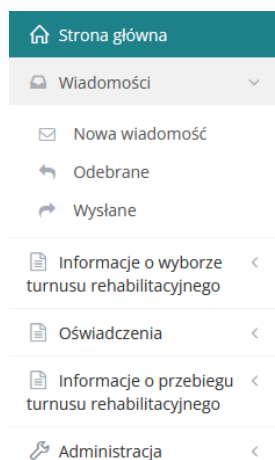 Strona główna
Wiadomości
Nowa wiadomość
Odebrane
Wysłane
Informacje o wyborze
turnusu rehabilitacyjnego
Oświadczenia
Informacje o przebiegu
turnusu rehabilitacyjnego
Administracja